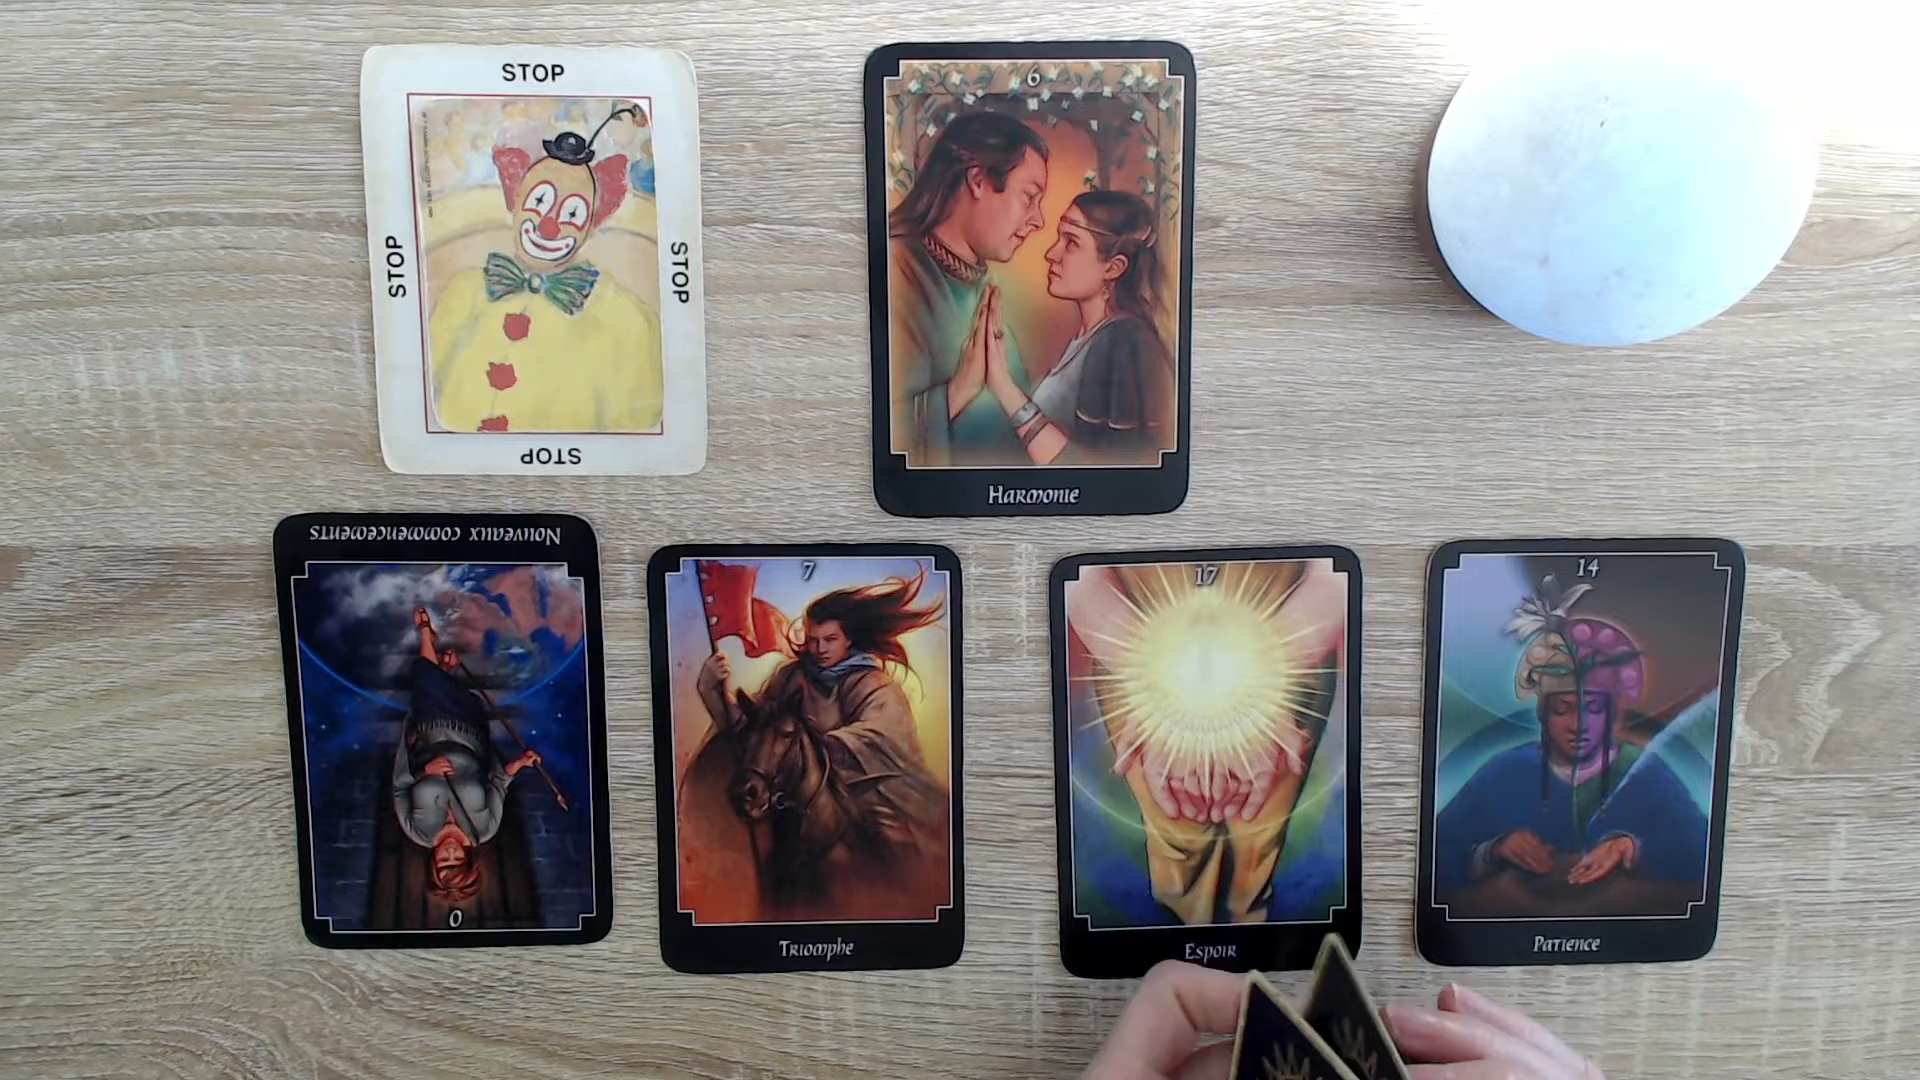 STOP
STOP
STOP
STOP
6
Harmonie
Nouveaux commencements
0
7
Triomphe
17
Espoir
14
Patience